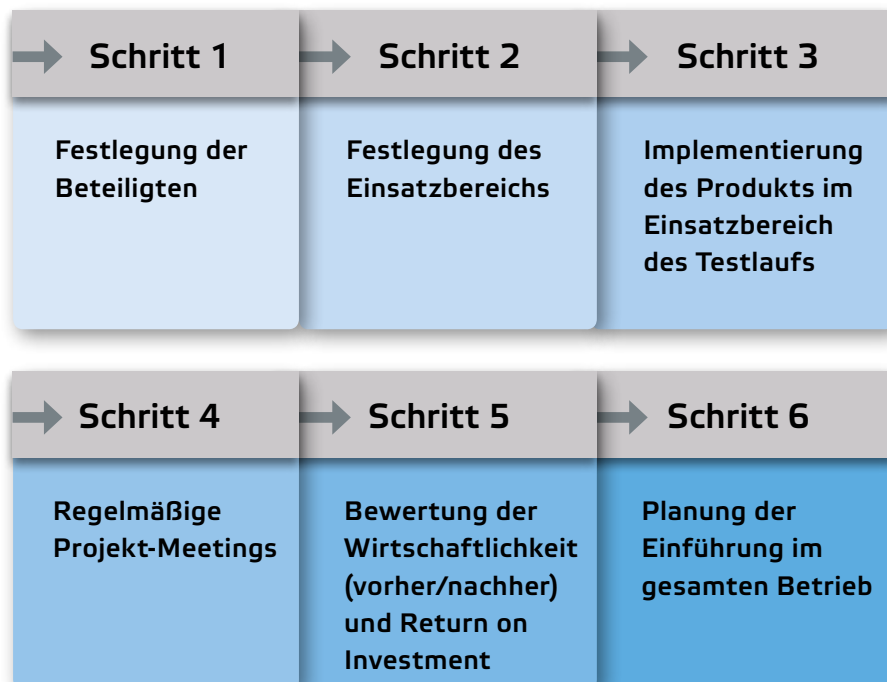 Schritt 1
Schritt 2
Schritt 3
Festlegung der
Beteiligten
Festlegung des
Einsatzbereichs
Implementierung
des Produkts im
Einsatzbereich
des Testlaufs
Schritt 4
Schritt 5
Schritt 6
Regelmäßige
Projekt-Meetings
Bewertung der
Wirtschaftlichkeit
(vorher/nachher)
und Return on
Investment
Planung der
Einführung im
gesamten Betrieb